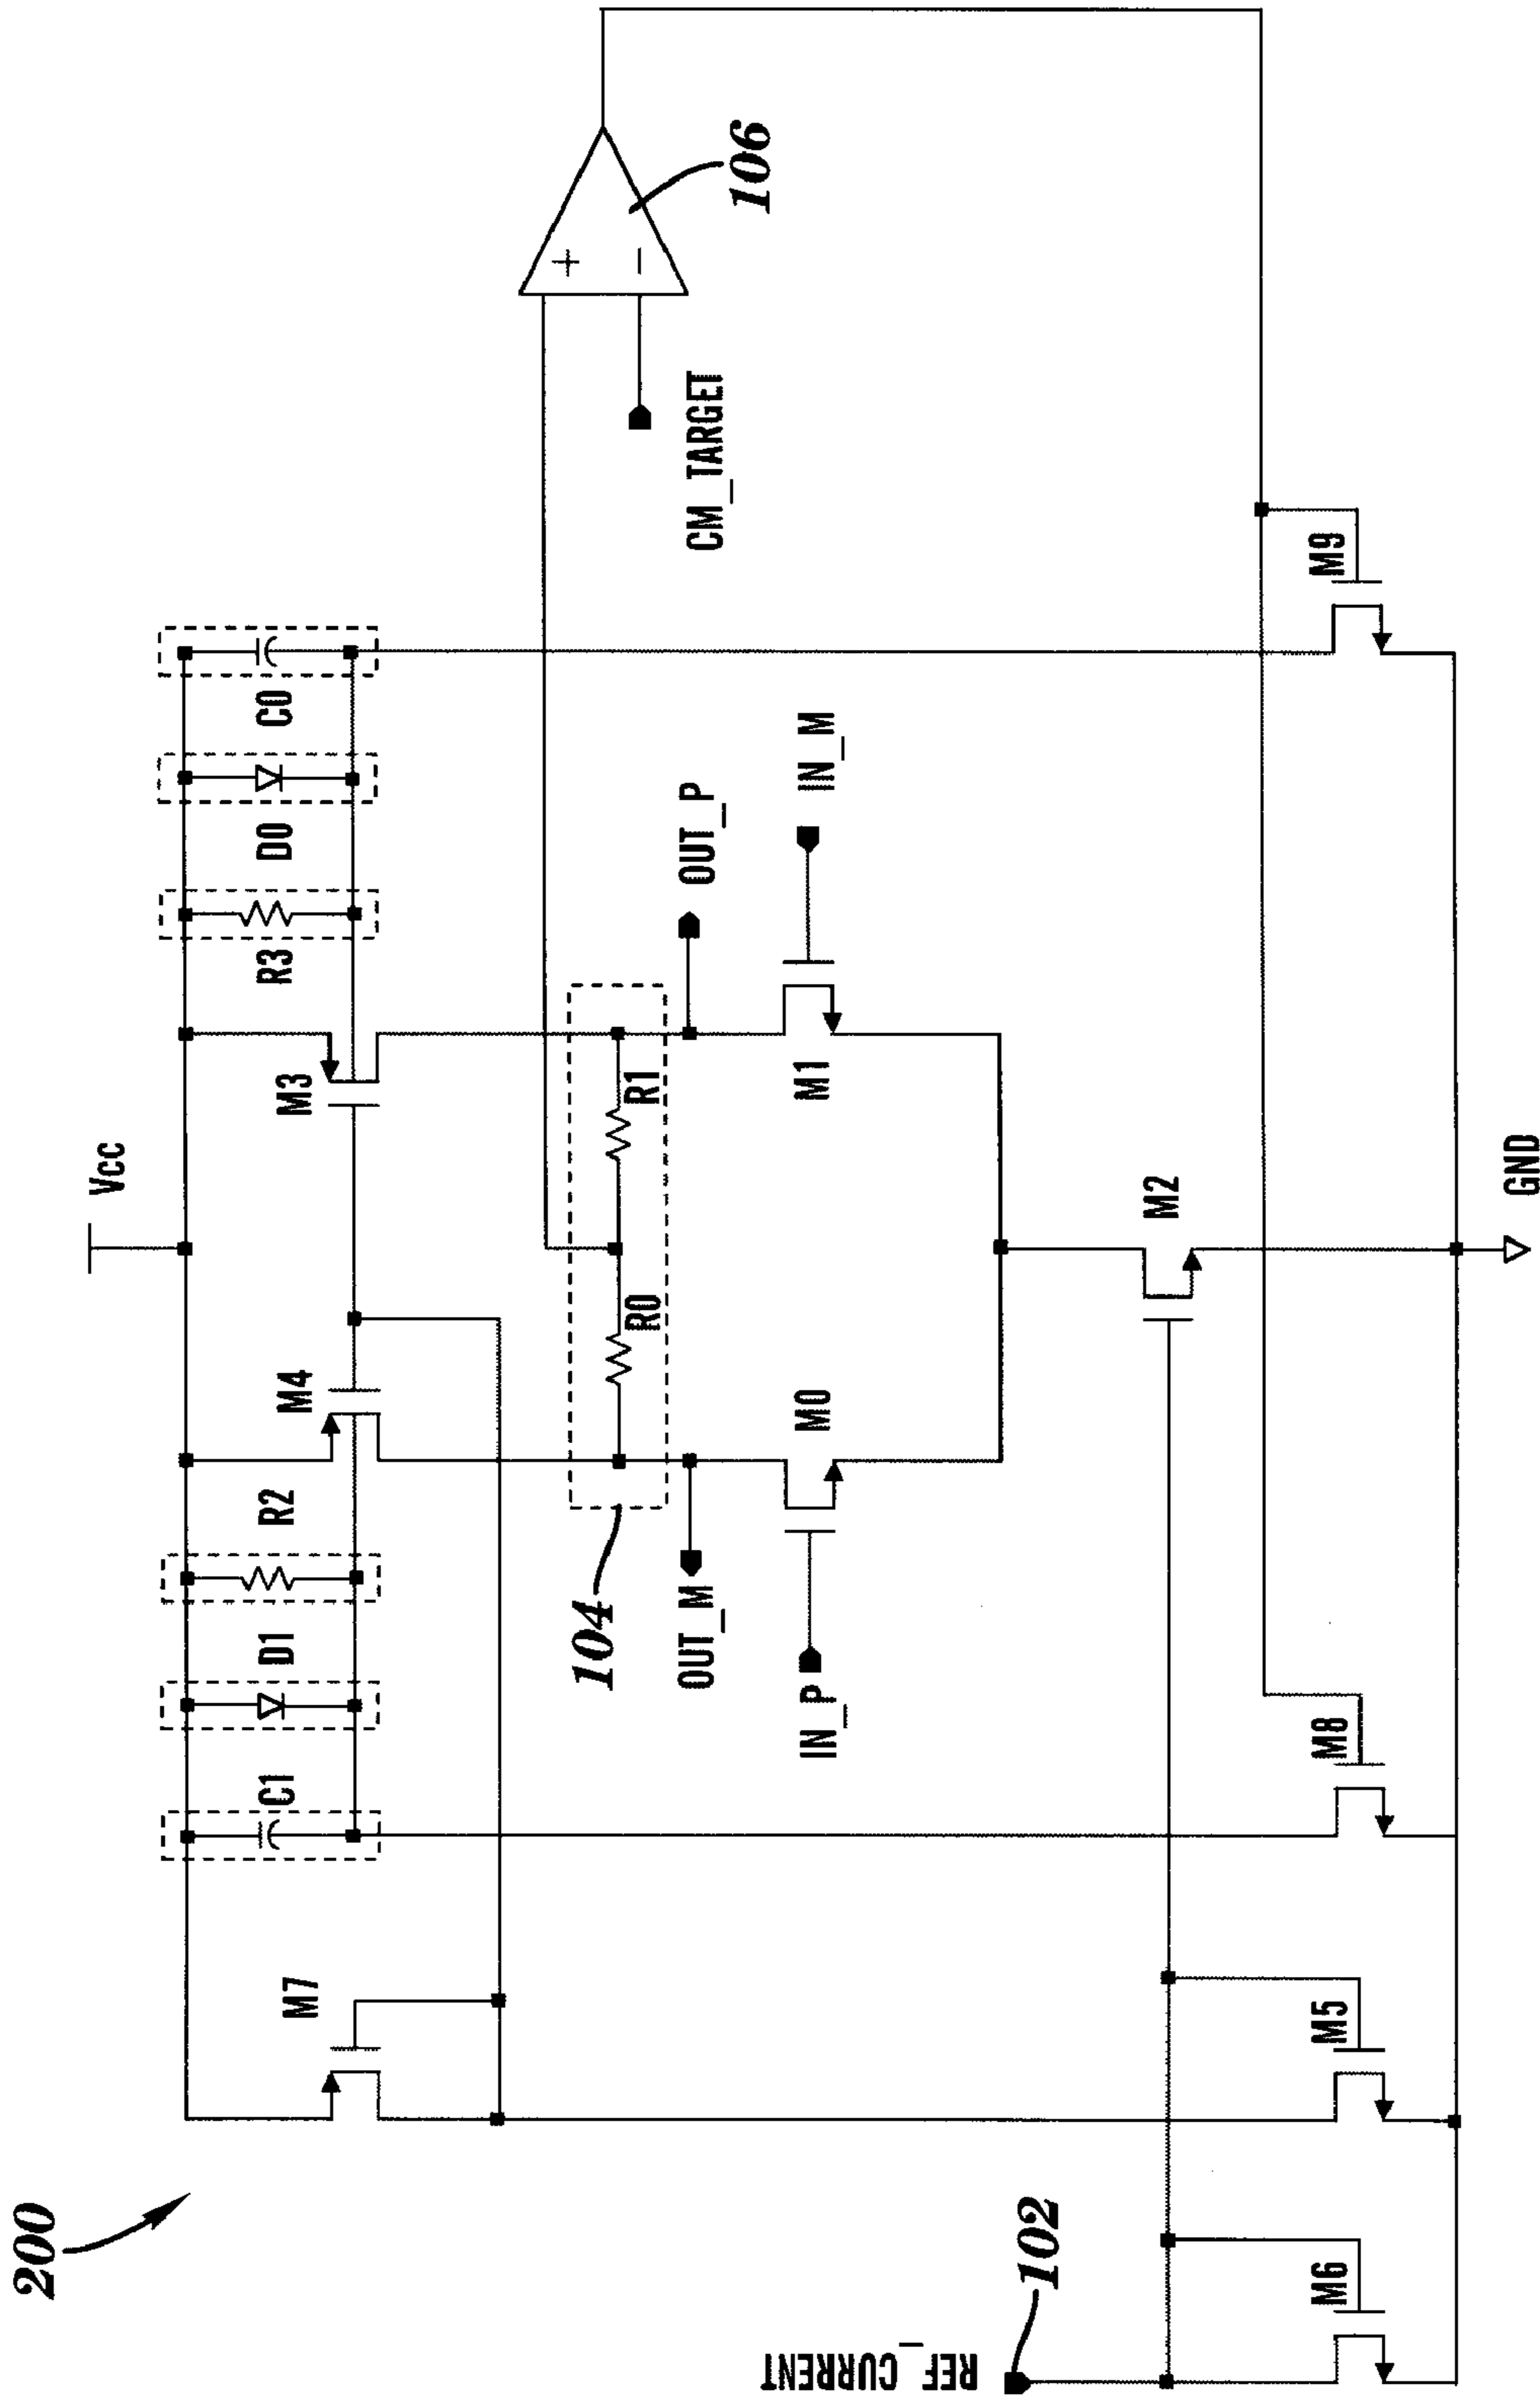 200
Vcc
M7
C1
D1
R2
M4
M3
R3
D0
C0
104
R0
R1
+
−
106
CM_TARGET
OUT_M
OUT_P
IN_P
M0
M1
IN_M
REF_CURRENT
102
M2
M6
M5
M8
M9
GND